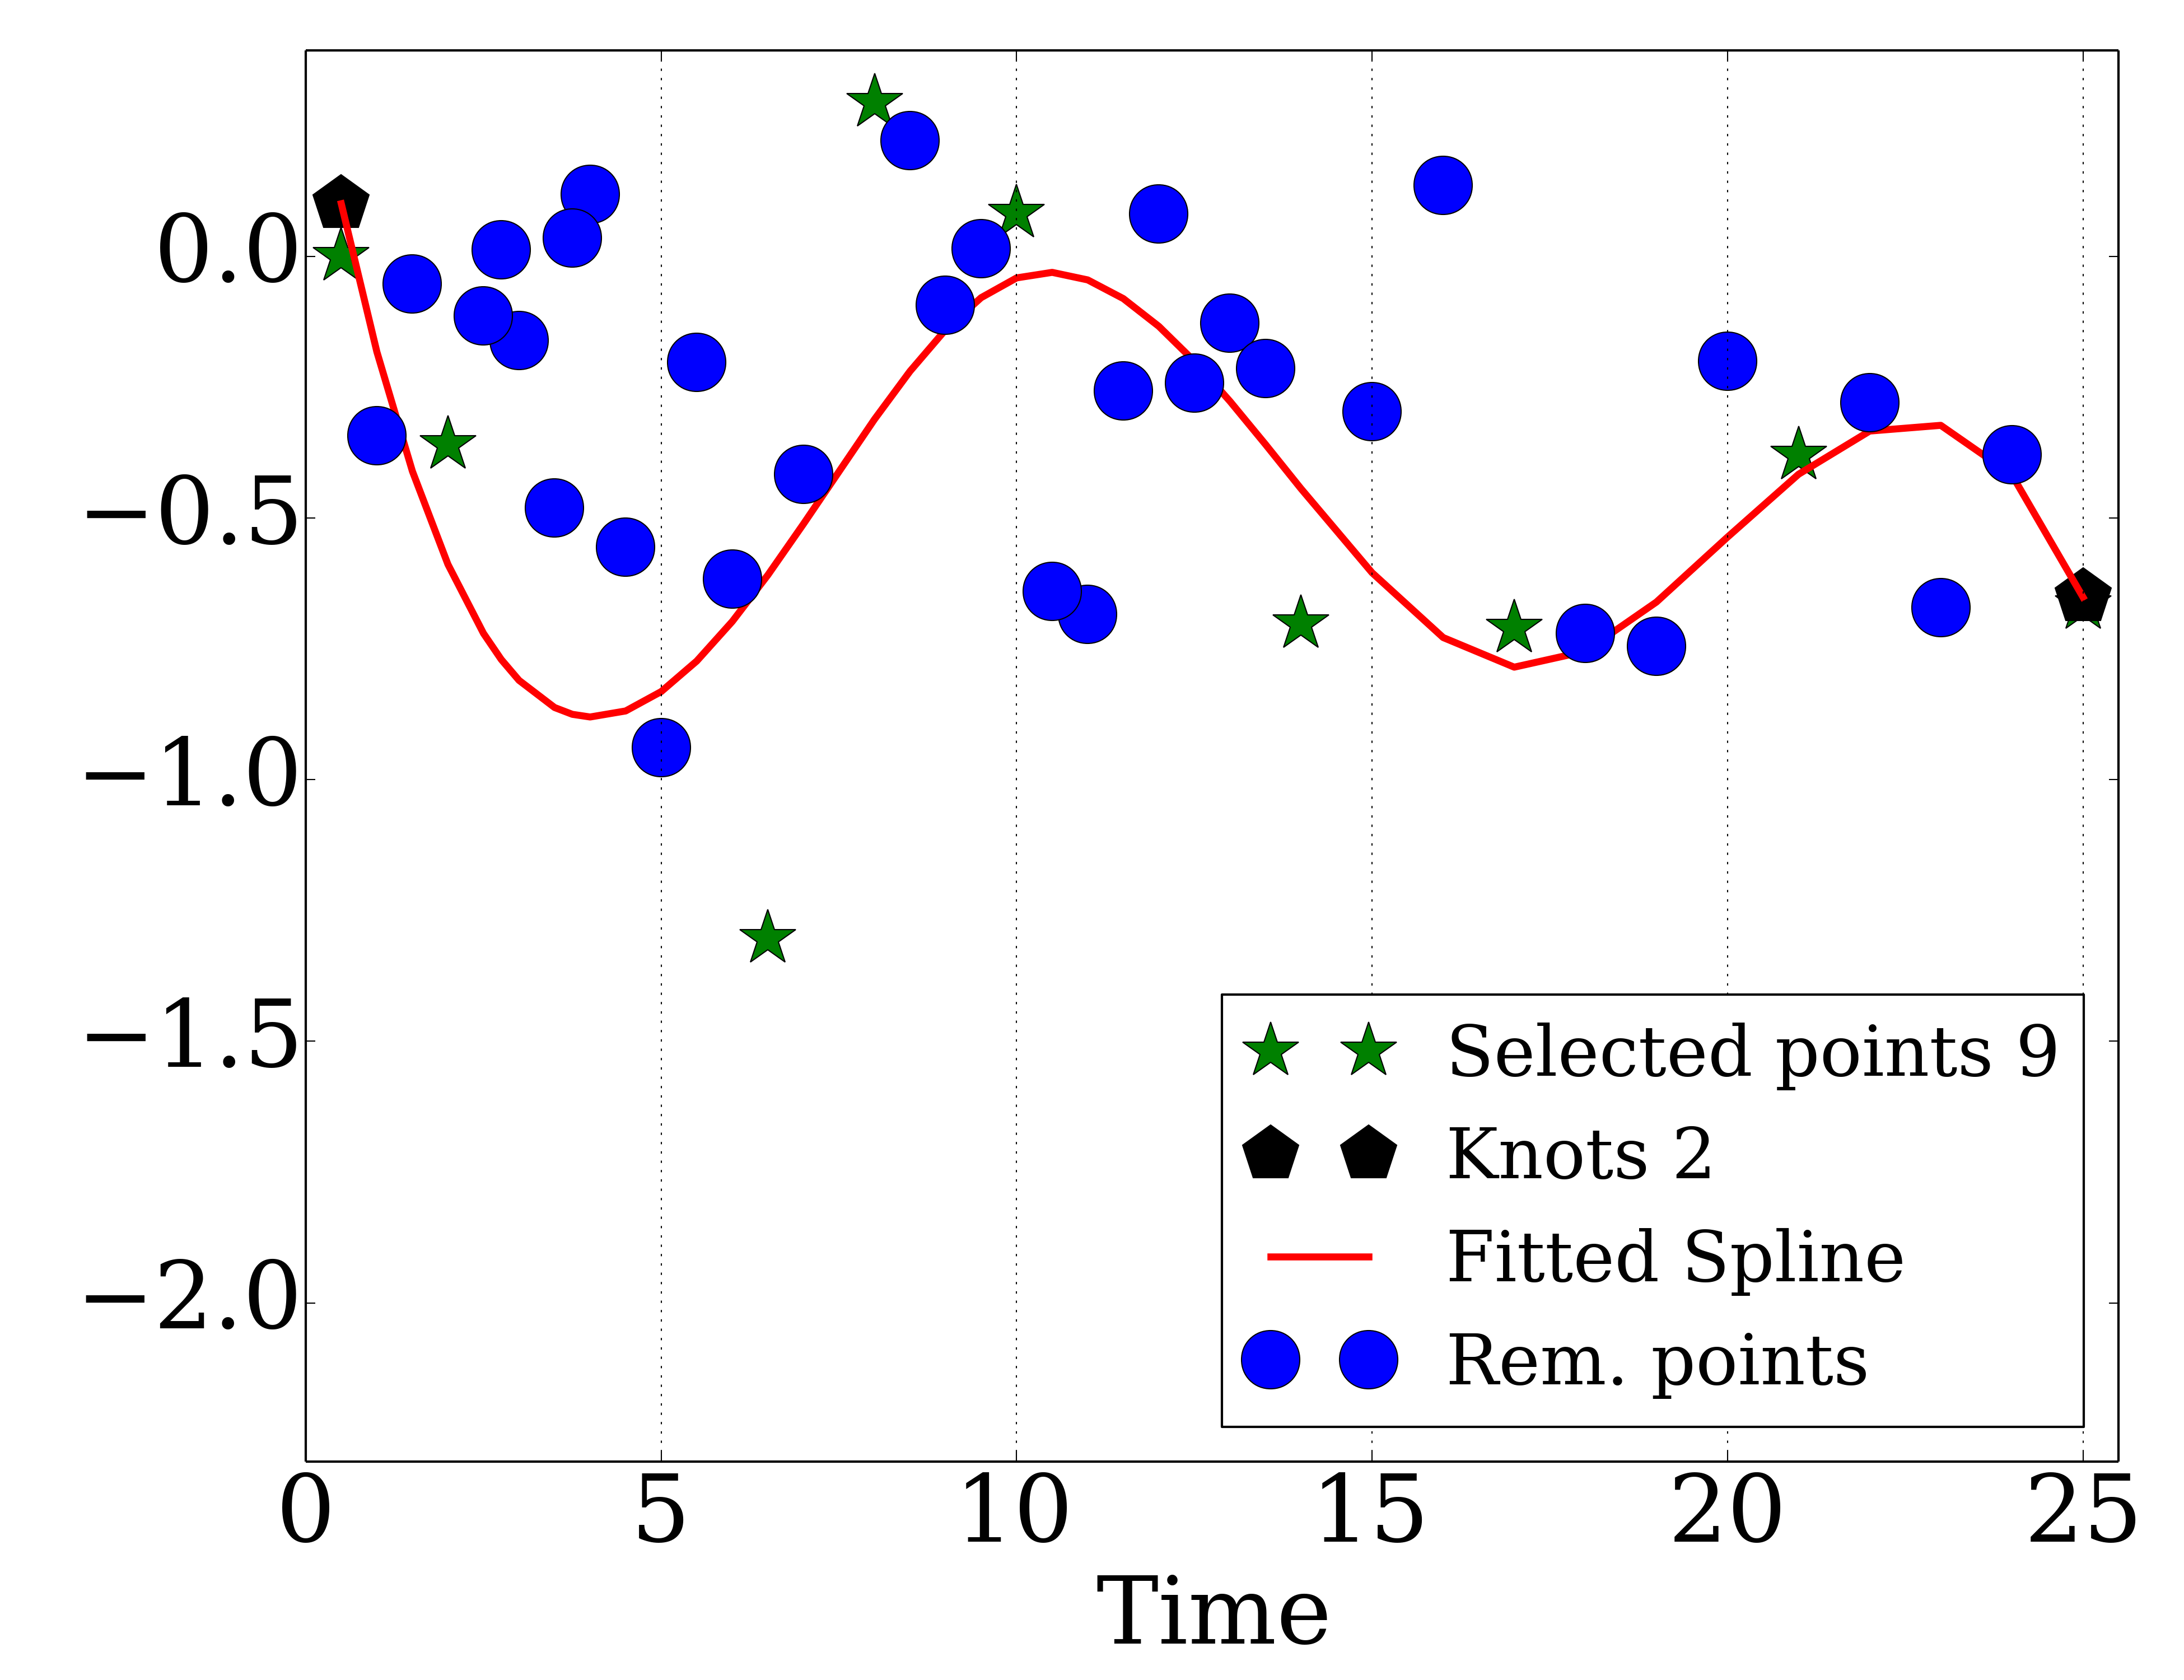 0.0
−0.5
−1.0
−1.5
−2.0
Selected points 9
Knots 2
Fitted Spline
Rem. points
0 5 10 15 20 25
Time